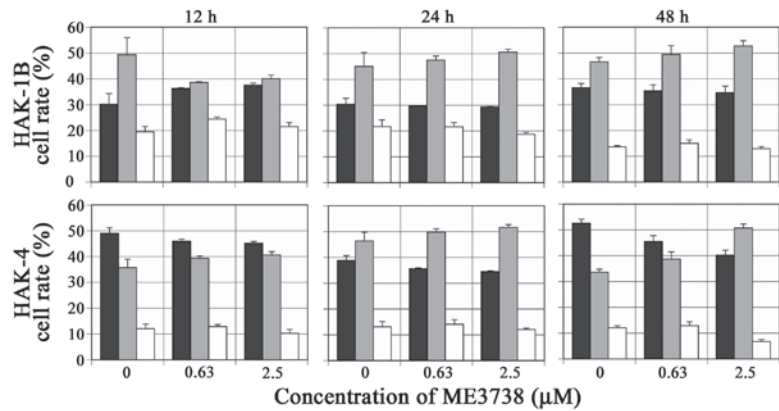 12 h 24 h 48 h
HAK-1B
cell rate (%)
60
50
40
30
20
10
0
HAK-4
cell rate (%)
60
50
40
30
20
10
0
0 0.63 2.5 0 0.63 2.5 0 0.63 2.5
Concentration of ME3738 (µM)